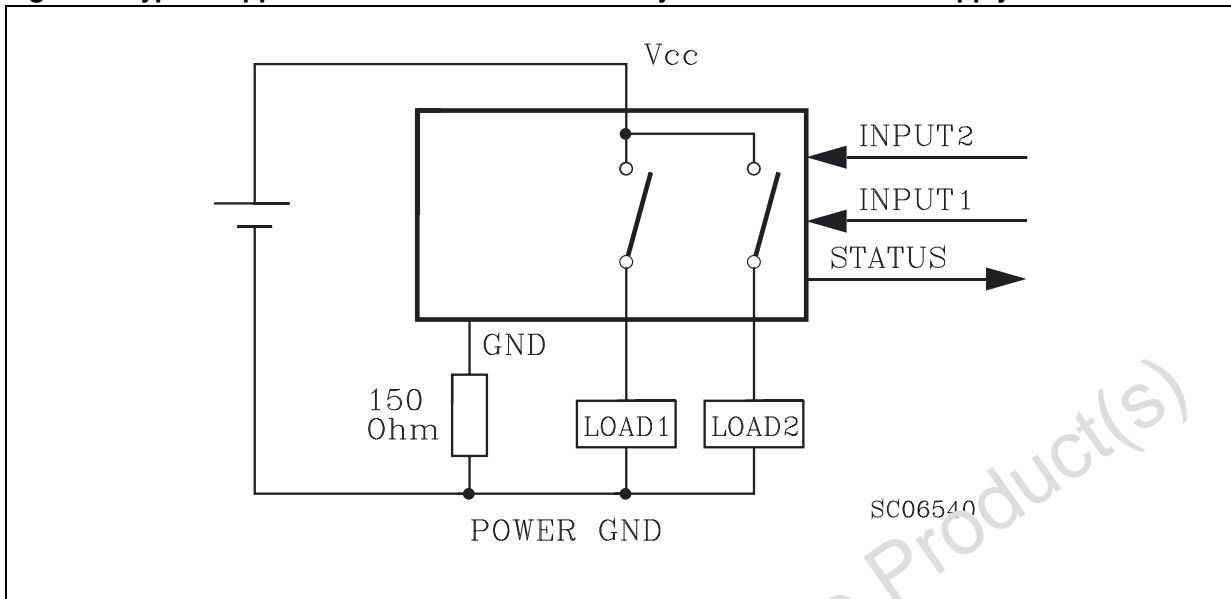 Vcc
INPUT2
INPUT1
STATUS
GND
150
Ohm
LOAD1
LOAD2
POWER GND
SC06540
Product(s)